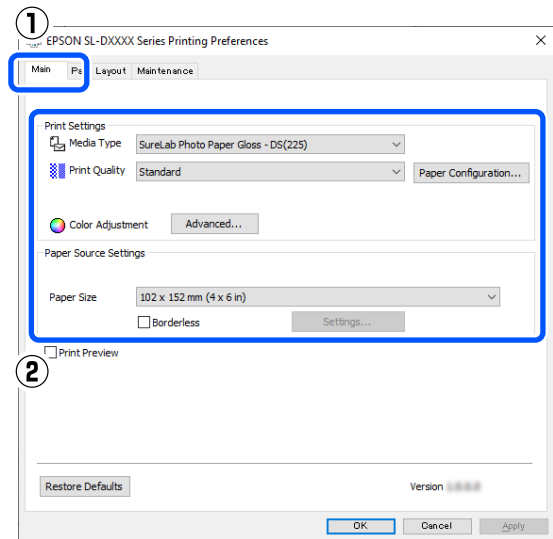 1
EPSON SL-DXXXX Series Printing Preferences
Main Pa Layout Maintenance
Print Settings
Media Type SureLab Photo Paper Gloss - DS(225)
Print Quality Standard Paper Configuration...
Color Adjustment Advanced...
Paper Source Settings
Paper Size 102 x 152 mm (4 x 6 in)
Borderless Settings...
Print Preview
2
Restore Defaults Version
OK Cancel Apply